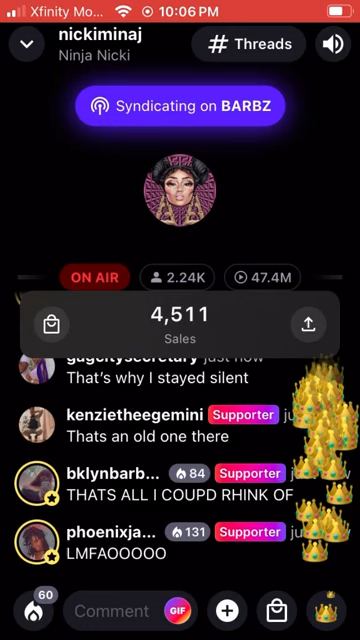 Xfinity Mo...
10:06 PM
nickiminaj
Ninja Nicki
# Threads
Syndicating on BARBZ
ON AIR
2.24K
47.4M
4,511
Sales
gagcitysecretary just now
That's why I stayed silent
kenzietheegemini Supporter
Thats an old one there
bklynbarb... 84 Supporter
THATS ALL I COUPD RHINK OF
phoenixja... 131 Supporter
LMFAOOOOO
60
Comment
GIF